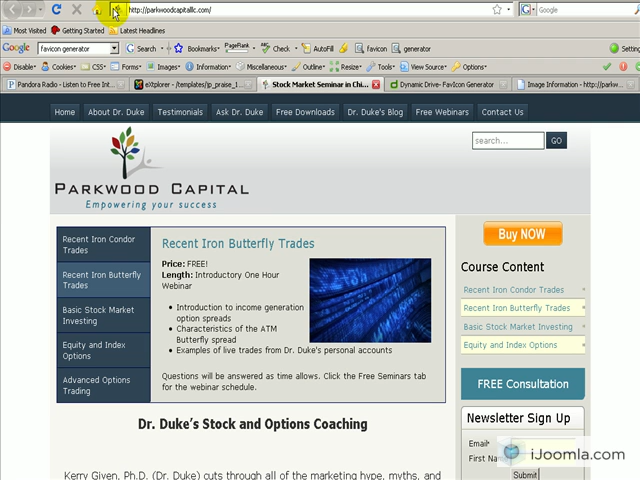 http://parkwoodcapitalllc.com/
Google
Most Visited Getting Started Latest Headlines
Google favicon generator Search Bookmarks PageRank Check AutoFill favicon generator
Settings
Disable Cookies CSS Forms Images Information Miscellaneous Outline Resize Tools View Source Options
Pandora Radio - Listen to Free Int... eXtplorer - /templates/jp_praise_1... Stock Market Seminar in Chi... Dynamic Drive- FavIcon Generator Image Information - http://parkw...
Home About Dr. Duke Testimonials Ask Dr. Duke Free Downloads Dr. Duke's Blog Free Webinars Contact Us
search... GO
PARKWOOD CAPITAL
Empowering your success
Buy NOW
Recent Iron Condor
Trades
Recent Iron Butterfly
Trades
Basic Stock Market
Investing
Equity and Index
Options
Advanced Options
Trading
Recent Iron Butterfly Trades
Price: FREE!
Length: Introductory One Hour
Webinar
• Introduction to income generation
option spreads
• Characteristics of the ATM
Butterfly spread
• Examples of live trades from Dr. Duke's personal accounts
Questions will be answered as time allows. Click the Free Seminars tab
for the webinar schedule.
Course Content
Recent Iron Condor Trades
Recent Iron Butterfly Trades
Basic Stock Market Investing
Equity and Index Options
FREE Consultation
Newsletter Sign Up
Email*
First Nam
Submit
iJoomla.com
Dr. Duke's Stock and Options Coaching
Kerry Given, Ph.D. (Dr. Duke) cuts through all of the marketing hype, myths, and